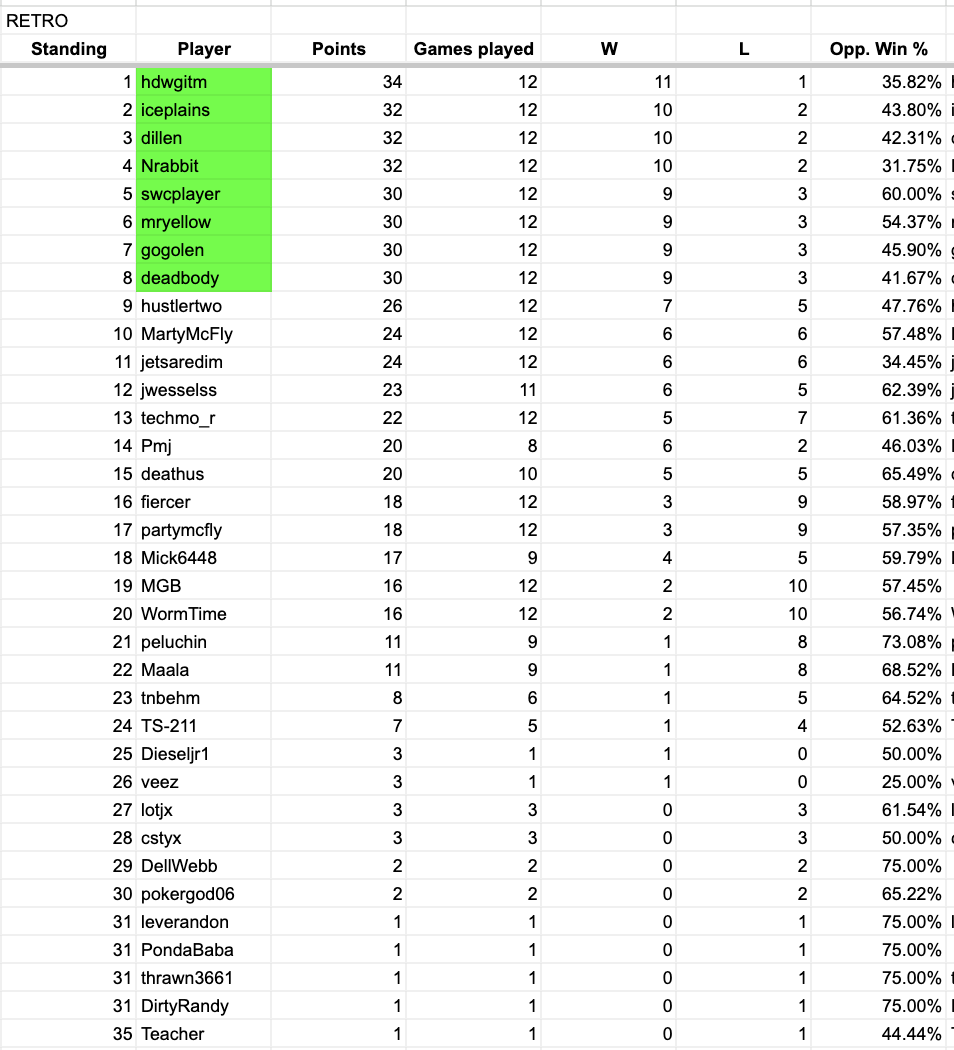 RETRO
Standing Player Points Games played W L Opp. Win %
1 hdwgitm 34 12 11 1 35.82%
2 iceplains 32 12 10 2 43.80%
3 dillen 32 12 10 2 42.31%
4 Nrabbit 32 12 10 2 31.75%
5 swcplayer 30 12 9 3 60.00%
6 mryellow 30 12 9 3 54.37%
7 gogolen 30 12 9 3 45.90%
8 deadbody 30 12 9 3 41.67%
9 hustlertwo 26 12 7 5 47.76%
10 MartyMcFly 24 12 6 6 57.48%
11 jetsaredim 24 12 6 6 34.45%
12 jwesselss 23 11 6 5 62.39%
13 techmo_r 22 12 5 7 61.36%
14 Pmj 20 8 6 2 46.03%
15 deathus 20 10 5 5 65.49%
16 fiercer 18 12 3 9 58.97%
17 partymcfly 18 12 3 9 57.35%
18 Mick6448 17 9 4 5 59.79%
19 MGB 16 12 2 10 57.45%
20 WormTime 16 12 2 10 56.74%
21 peluchin 11 9 1 8 73.08%
22 Maala 11 9 1 8 68.52%
23 tnbehm 8 6 1 5 64.52%
24 TS-211 7 5 1 4 52.63%
25 Dieseljr1 3 1 1 0 50.00%
26 veez 3 1 1 0 25.00%
27 lotjx 3 3 0 3 61.54%
28 cstyx 3 3 0 3 50.00%
29 DellWebb 2 2 0 2 75.00%
30 pokergod06 2 2 0 2 65.22%
31 leverandon 1 1 0 1 75.00%
31 PondaBaba 1 1 0 1 75.00%
31 thrawn3661 1 1 0 1 75.00%
31 DirtyRandy 1 1 0 1 75.00%
35 Teacher 1 1 0 1 44.44%